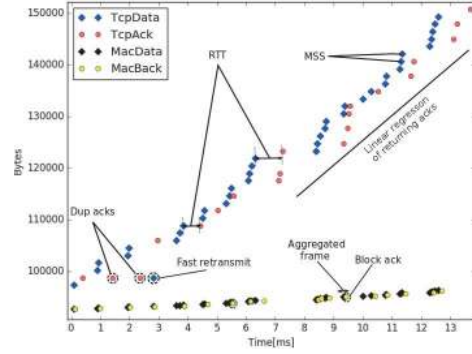 150000
140000
130000
120000
110000
100000
Bytes
TcpData
TcpAck
MacData
MacBack
RTT
MSS
Linear regression
of returning acks
Dup acks
Fast retransmit
Aggregated
frame
Block ack
0 1 2 3 4 5 6 7 8 9 10 11 12 13
Time[ms]